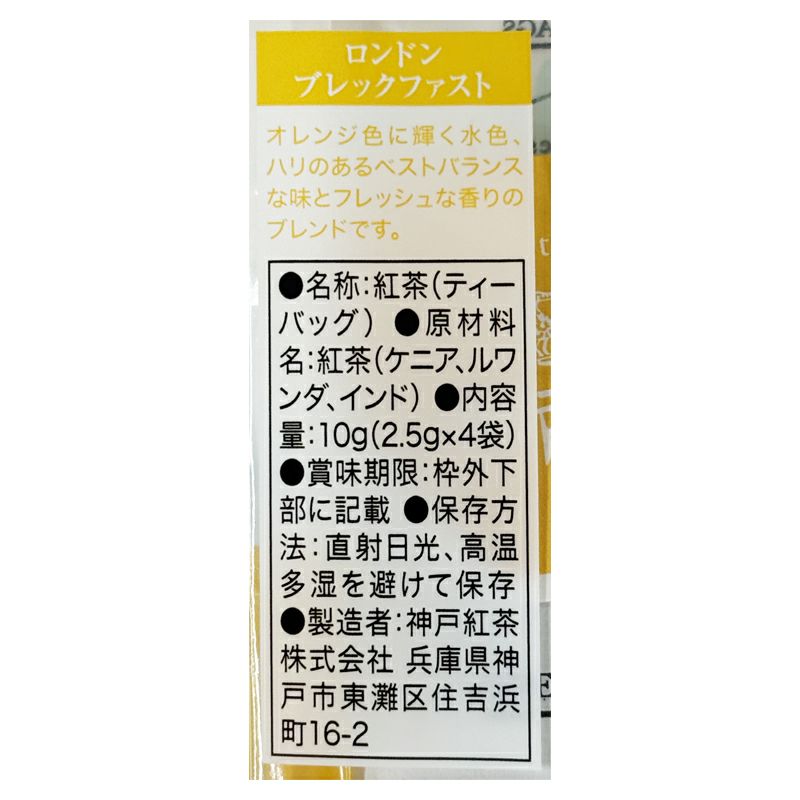 ロンドン
ブレックファスト
オレンジ色に輝く水色、
ハリのあるベストバランス
な味とフレッシュな香りの
ブレンドです。
●名称:紅茶(ティー
バッグ) ●原材料
名:紅茶(ケニア、ルワ
ンダ、インド) ●内容
量:10g(2.5g×4袋)
●賞味期限:枠外下
部に記載 ●保存方
法:直射日光、高温
多湿を避けて保存
●製造者:神戸紅茶
株式会社 兵庫県神
戸市東灘区住吉浜
町16-2